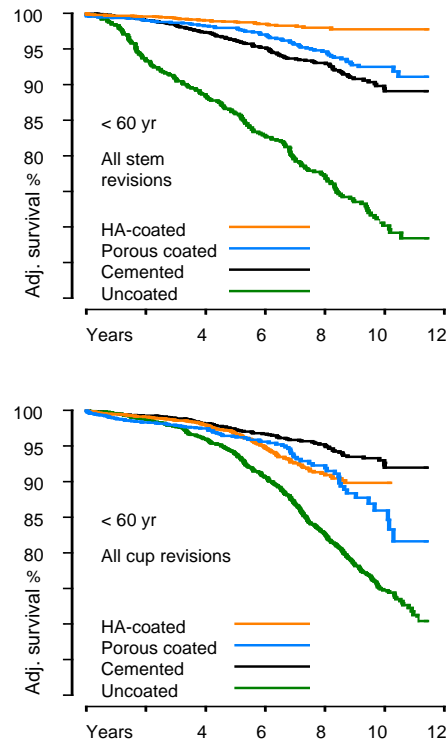 100
95
90
85
80
Adj. survival %
< 60 yr
All stem
revisions
HA-coated
Porous coated
Cemented
Uncoated
Years 4 6 8 10 12
100
95
90
85
80
Adj. survival %
< 60 yr
All cup revisions
HA-coated
Porous coated
Cemented
Uncoated
Years 4 6 8 10 12